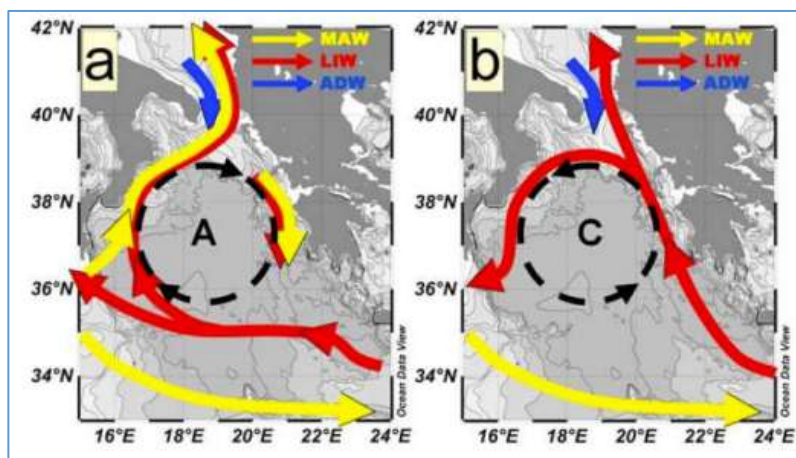 a
MAW
LIW
ADW
A
42°N
40°N
38°N
36°N
34°N
16°E 18°E 20°E 22°E 24°E
Ocean Data View
b
MAW
LIW
ADW
C
42°N
40°N
38°N
36°N
34°N
16°E 18°E 20°E 22°E 24°E
Ocean Data View